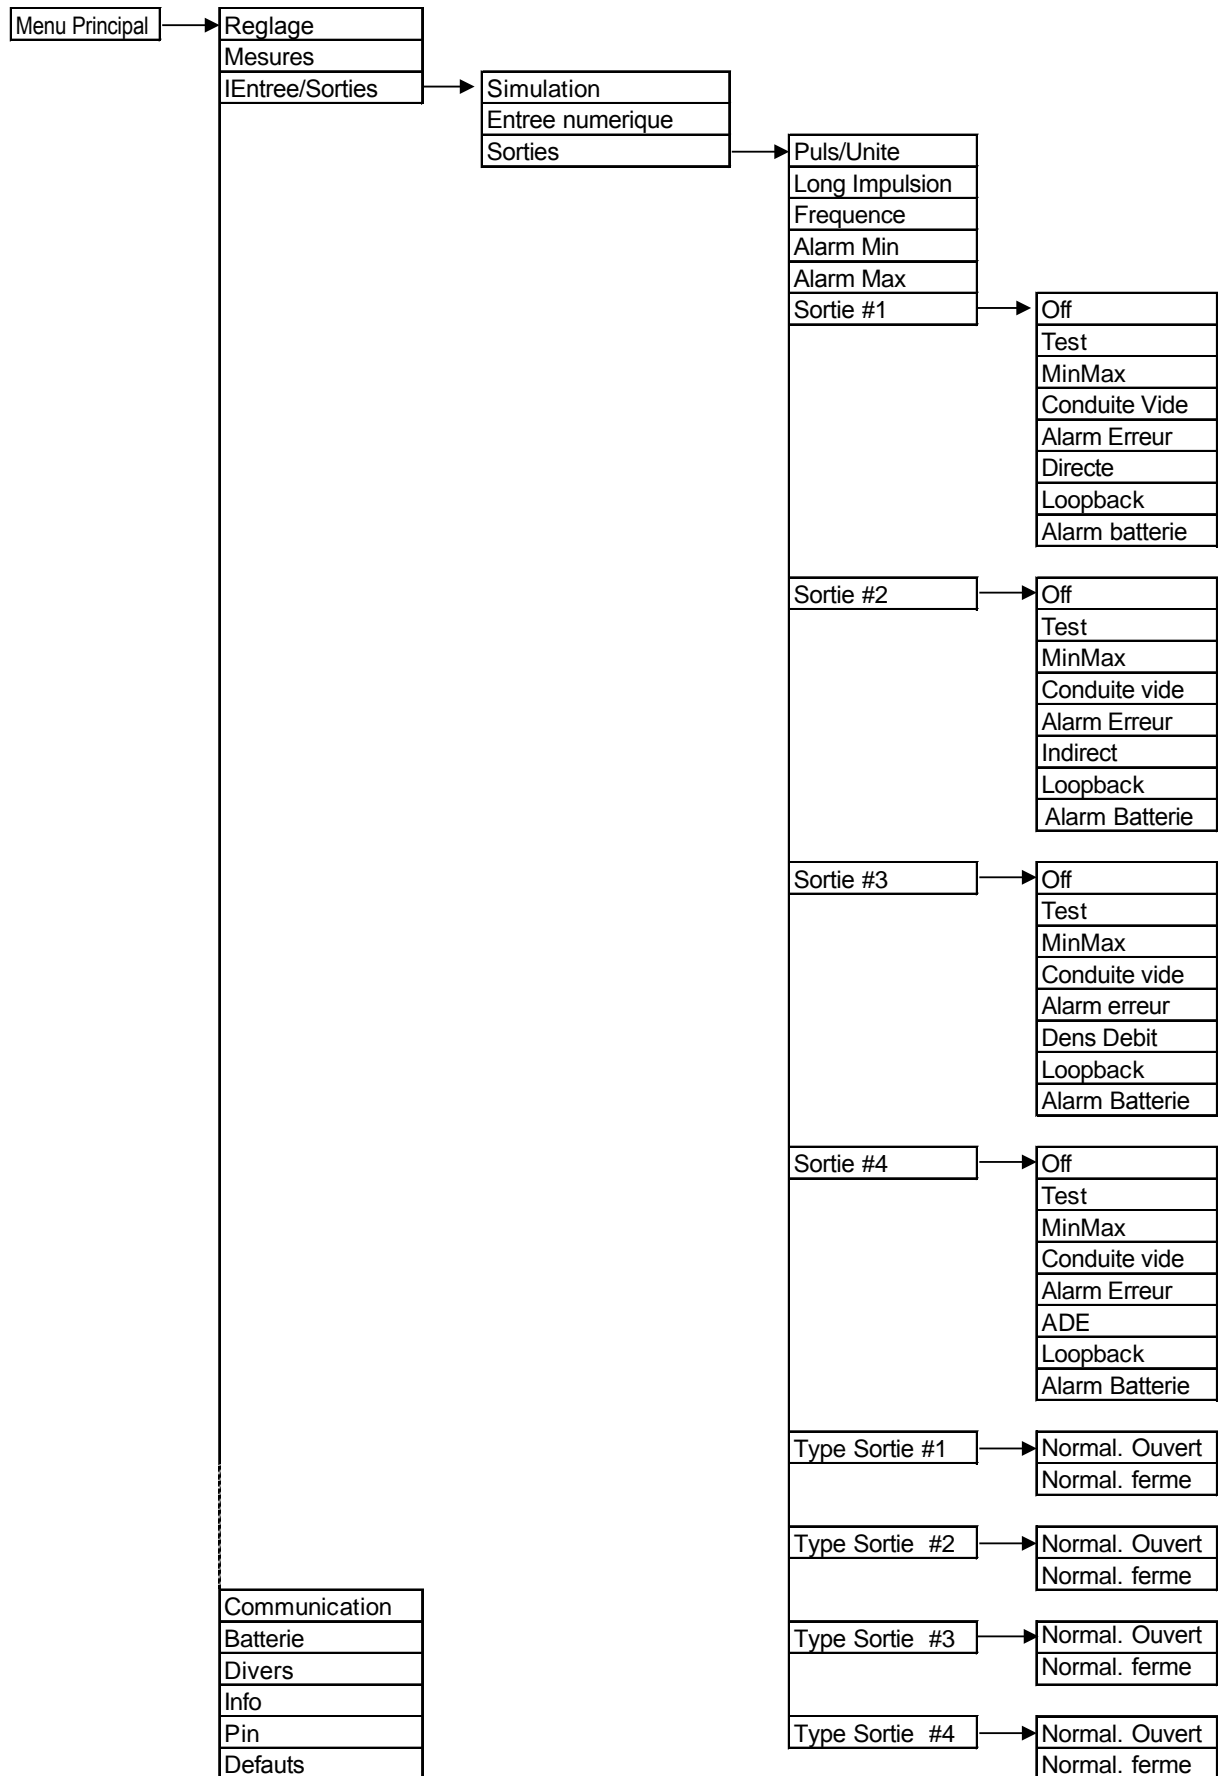 Menu Principal
Reglage
Mesures
IEntree/Sorties
Simulation
Entree numerique
Sorties
Puls/Unite
Long Impulsion
Frequence
Alarm Min
Alarm Max
Sortie #1
Off
Test
MinMax
Conduite Vide
Alarm Erreur
Directe
Loopback
Alarm batterie
Sortie #2
Off
Test
MinMax
Conduite vide
Alarm Erreur
Indirect
Loopback
Alarm Batterie
Sortie #3
Off
Test
MinMax
Conduite vide
Alarm erreur
Dens Debit
Loopback
Alarm Batterie
Sortie #4
Off
Test
MinMax
Conduite vide
Alarm Erreur
ADE
Loopback
Alarm Batterie
Type Sortie #1
Normal. Ouvert
Normal. ferme
Type Sortie #2
Normal. Ouvert
Normal. ferme
Type Sortie #3
Normal. Ouvert
Normal. ferme
Type Sortie #4
Normal. Ouvert
Normal. ferme
Communication
Batterie
Divers
Info
Pin
Defauts